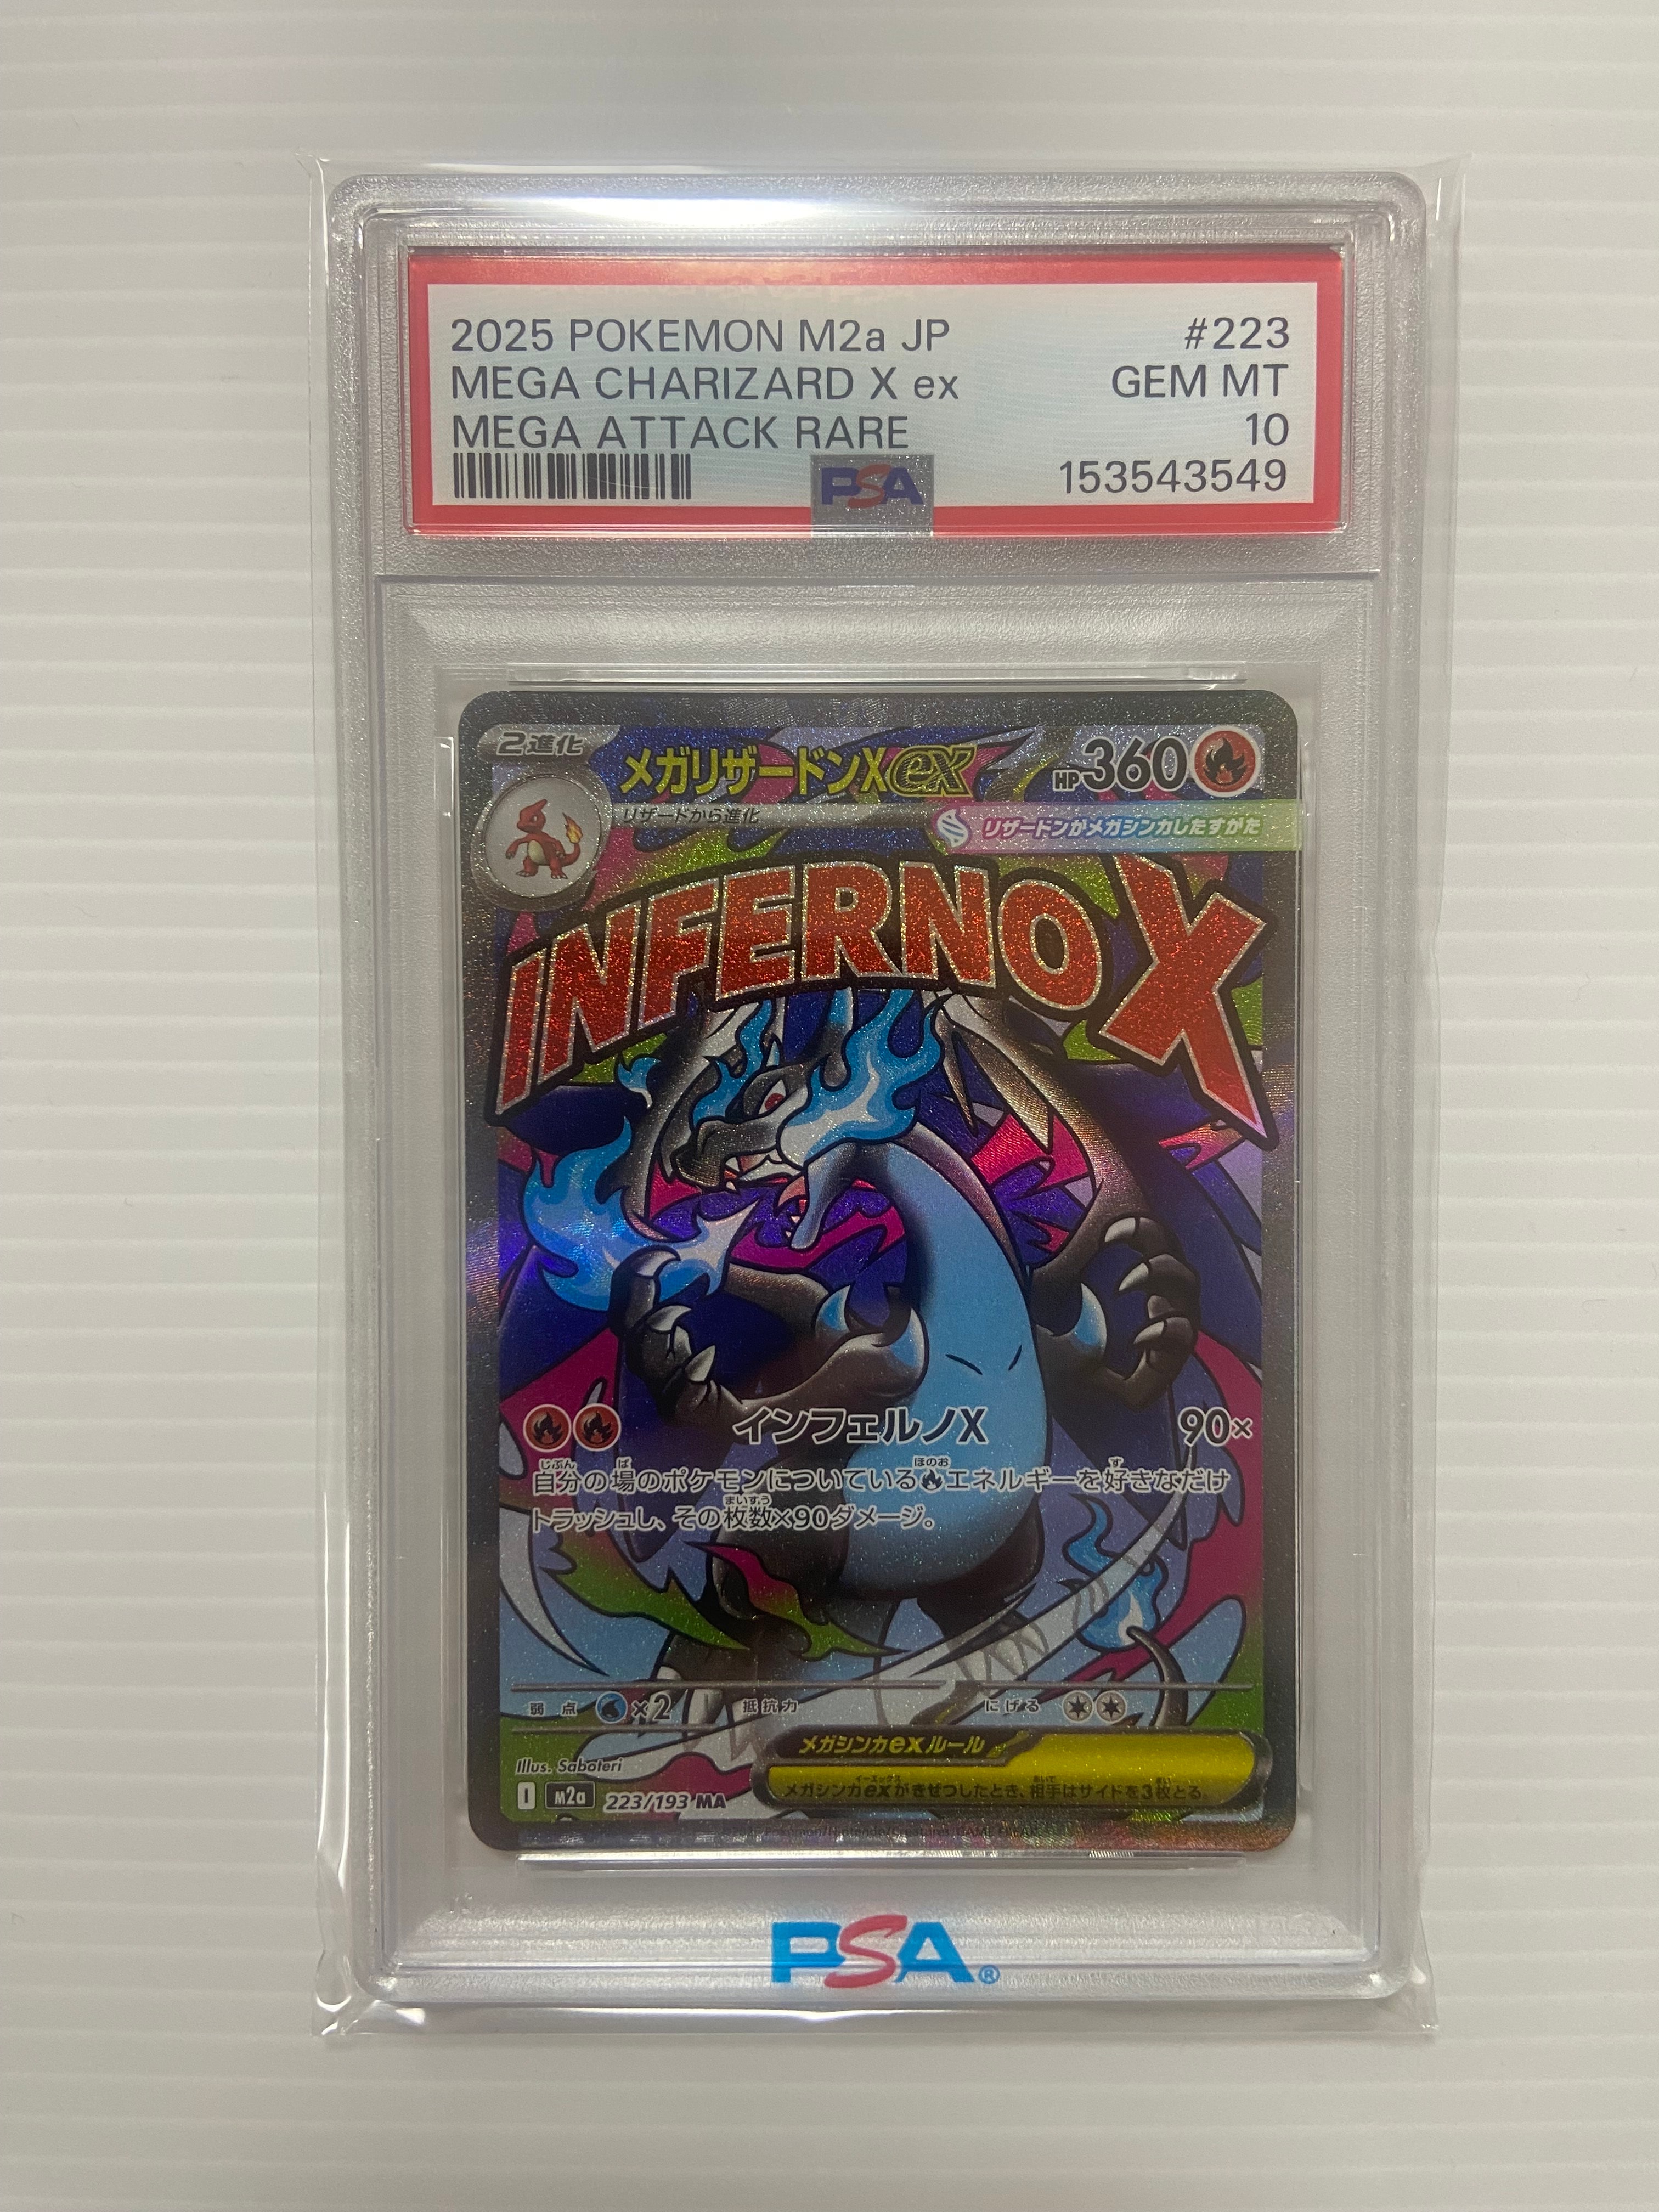 2025 POKEMON M2a JP #223
MEGA CHARIZARD X ex GEM MT
MEGA ATTACK RARE 10
PSA 153543549
2進化 メガリザードンXex HP360
リザードから進化
リザードンがメガシンカしたすがた
INFERNO X
インフェルノX 90×
自分の場のポケモンについているエネルギーを好きなだけ
トラッシュし、その枚数×90ダメージ。
弱点 ×2 抵抗力 にげる
メガシンカexルール
メガシンカexがきぜつしたとき、相手はサイドを3枚とる。
Illus. Saboteri
I m2a 223/193 MA
PSA®